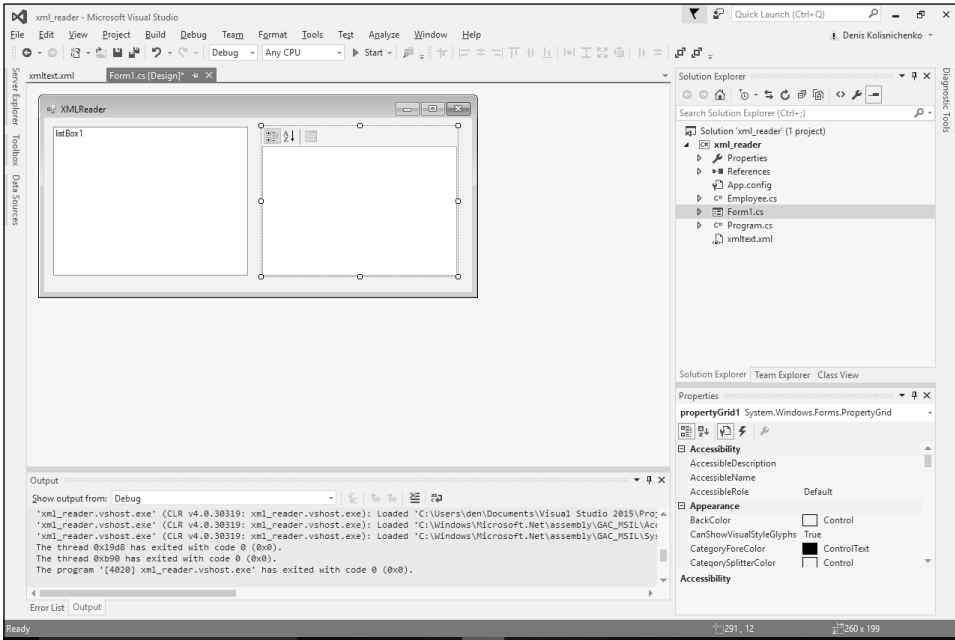 xml_reader - Microsoft Visual Studio
Quick Launch (Ctrl+Q)
File Edit View Project Build Debug Team Format Tools Test Analyze Window Help
Denis Kolisnichenko
Debug Any CPU Start
Server Explorer
Toolbox
Data Sources
xmltext.xml Form1.cs [Design]*
XMLReader
listBox1
Solution Explorer
Search Solution Explorer (Ctrl+;)
Solution 'xml_reader' (1 project)
C# xml_reader
Properties
References
App.config
C# Employee.cs
Form1.cs
C# Program.cs
xmltext.xml
Solution Explorer Team Explorer Class View
Diagnostic Tools
Properties
propertyGrid1 System.Windows.Forms.PropertyGrid
Accessibility
AccessibleDescription
AccessibleName
AccessibleRole Default
Appearance
BackColor Control
CanShowVisualStyleGlyphs True
CategoryForeColor ControlText
CategorySplitterColor Control
Accessibility
Output
Show output from: Debug
'xml_reader.vshost.exe' (CLR v4.0.30319: xml_reader.vshost.exe): Loaded 'C:\Users\den\Documents\Visual Studio 2015\Proj
'xml_reader.vshost.exe' (CLR v4.0.30319: xml_reader.vshost.exe): Loaded 'C:\Windows\Microsoft.Net\assembly\GAC_MSIL\Acc
'xml_reader.vshost.exe' (CLR v4.0.30319: xml_reader.vshost.exe): Loaded 'C:\Windows\Microsoft.Net\assembly\GAC_MSIL\Sys
The thread 0x19d8 has exited with code 0 (0x0).
The thread 0xb90 has exited with code 0 (0x0).
The program '[4020] xml_reader.vshost.exe' has exited with code 0 (0x0).
Error List Output
Ready
291 , 12
260 x 199